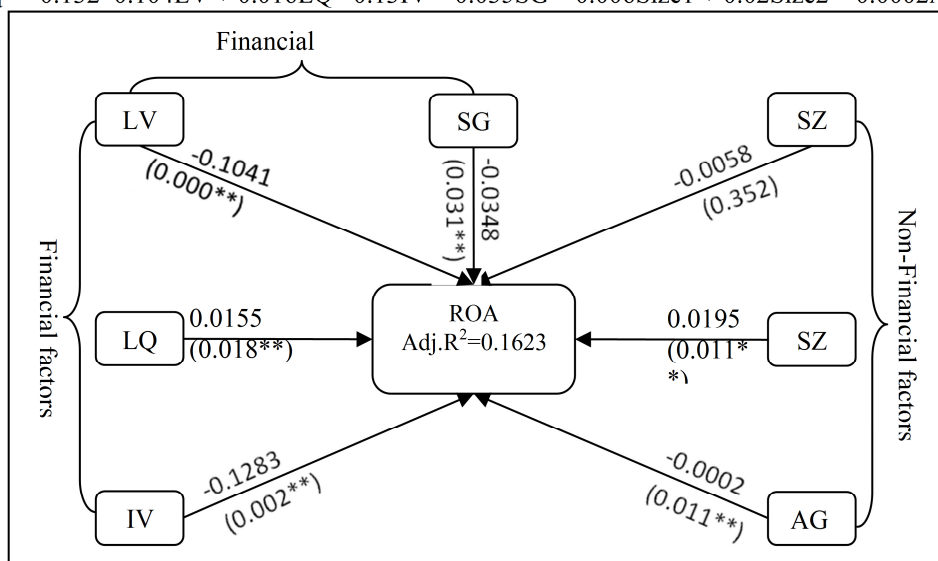 Financial
LV
SG
SZ
-0.1041
(0.000**)
-0.0348
(0.031**)
-0.0058
(0.352)
Financial factors
Non-Financial factors
LQ
0.0155
(0.018**)
ROA
Adj.R²=0.1623
0.0195
(0.011*
*)
SZ
IV
-0.1283
(0.002**)
-0.0002
(0.011**)
AG